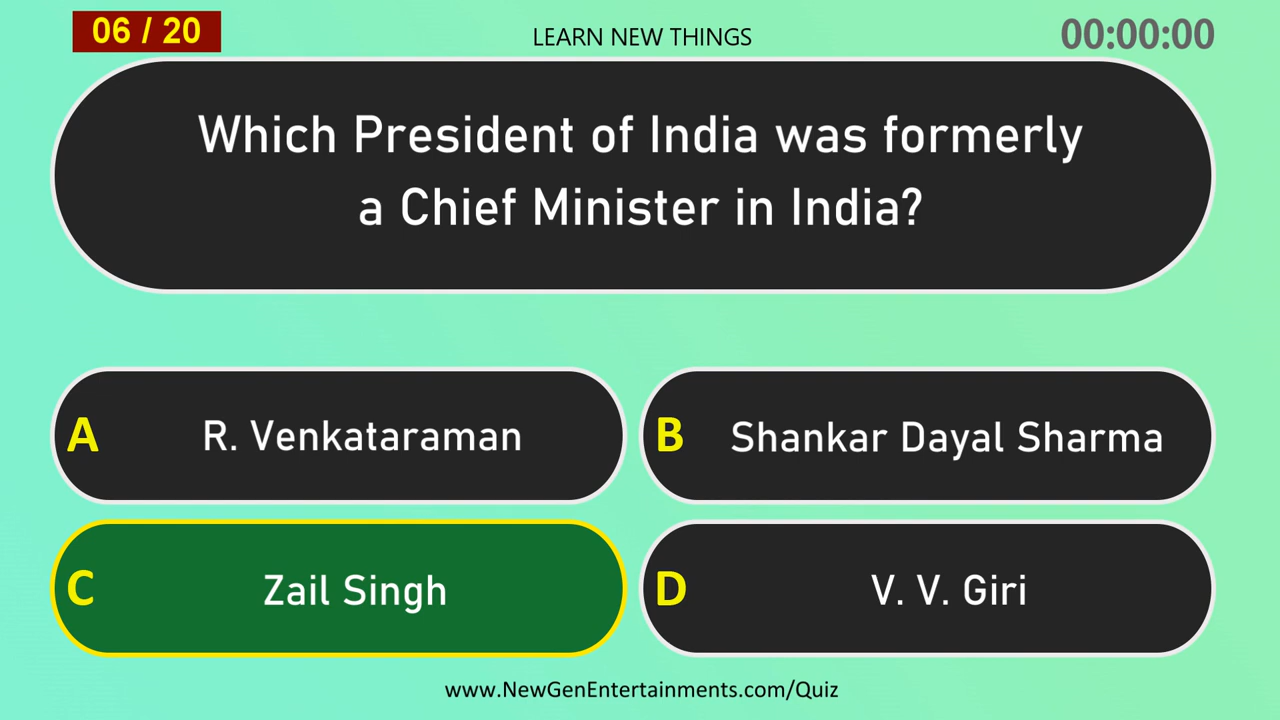 06 / 20
LEARN NEW THINGS
00:00:00
Which President of India was formerly
a Chief Minister in India?
A R. Venkataraman
B Shankar Dayal Sharma
C Zail Singh
D V. V. Giri
www.NewGenEntertainments.com/Quiz